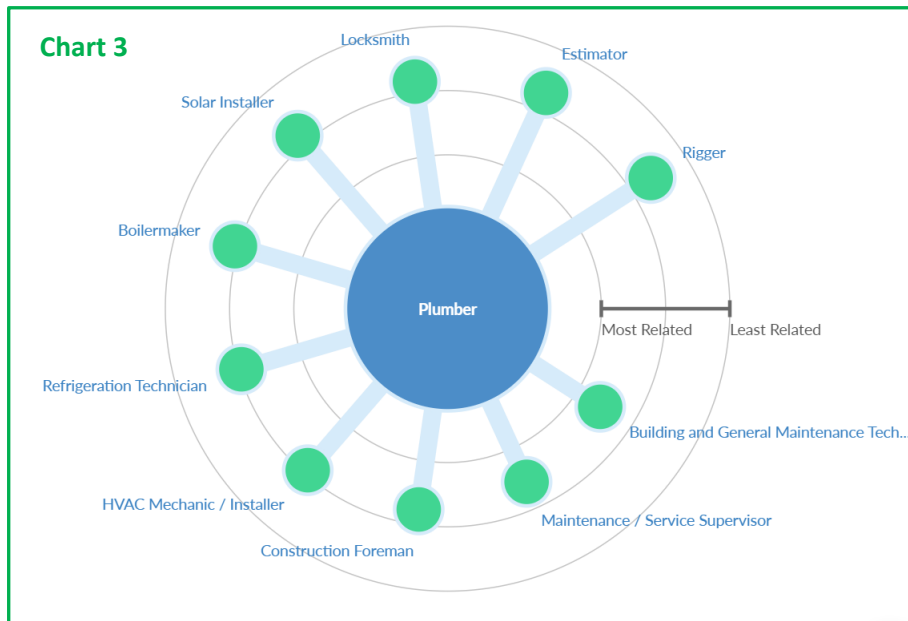 Chart 3
Locksmith
Estimator
Solar Installer
Rigger
Boilermaker
Plumber
Most Related
Least Related
Refrigeration Technician
Building and General Maintenance Tech...
HVAC Mechanic / Installer
Maintenance / Service Supervisor
Construction Foreman